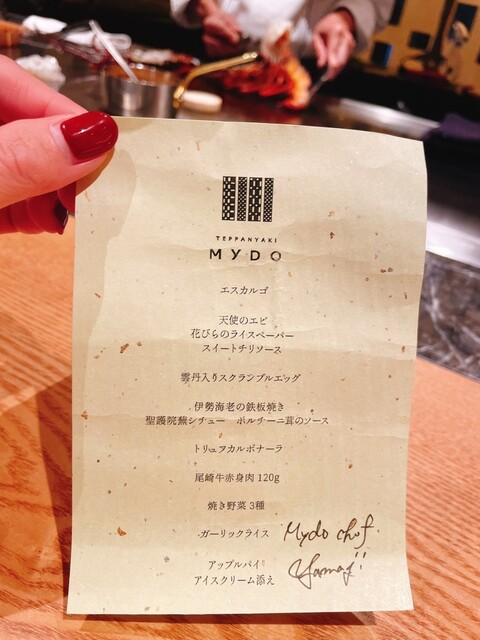 TEPPANYAKI
MYDO
エスカルゴ
天使のエビ
花びらのライスペーパー
スイートチリソース
雲丹入りスクランブルエッグ
伊勢海老の鉄板焼き
聖護院蕪シチュー　ポルチーニ茸のソース
トリュフカルボナーラ
尾崎牛赤身肉 120g
焼き野菜 3種
ガーリックライス
Mydo chef
アップルパイ
アイスクリーム添え